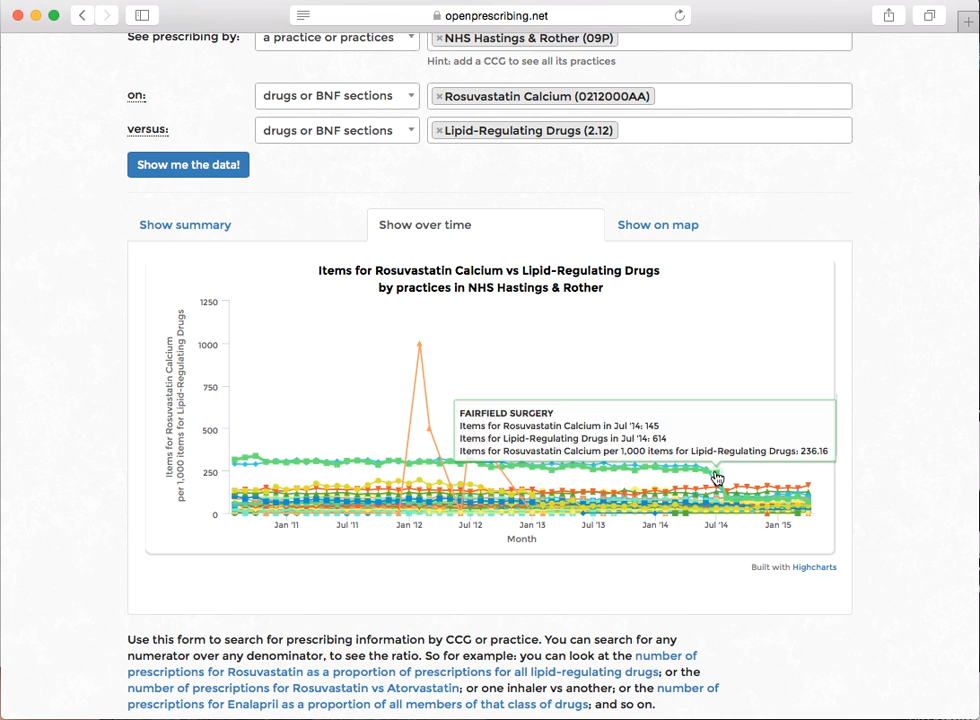 openprescribing.net
See prescribing by:
a practice or practices
×NHS Hastings & Rother (09P)
Hint: add a CCG to see all its practices
on:
drugs or BNF sections
×Rosuvastatin Calcium (0212000AA)
versus:
drugs or BNF sections
×Lipid-Regulating Drugs (2.12)
Show me the data!
Show summary
Show over time
Show on map
Items for Rosuvastatin Calcium vs Lipid-Regulating Drugs
by practices in NHS Hastings & Rother
Items for Rosuvastatin Calcium
per 1,000 items for Lipid-Regulating Drugs
1250
1000
750
500
250
0
FAIRFIELD SURGERY
Items for Rosuvastatin Calcium in Jul '14: 145
Items for Lipid-Regulating Drugs in Jul '14: 614
Items for Rosuvastatin Calcium per 1,000 items for Lipid-Regulating Drugs: 236.16
Jan '11 Jul '11 Jan '12 Jul '12 Jan '13 Jul '13 Jan '14 Jul '14 Jan '15
Month
Built with Highcharts
Use this form to search for prescribing information by CCG or practice. You can search for any
numerator over any denominator, to see the ratio. So for example: you can look at the number of
prescriptions for Rosuvastatin as a proportion of prescriptions for all lipid-regulating drugs; or the
number of prescriptions for Rosuvastatin vs Atorvastatin; or one inhaler vs another; or the number of
prescriptions for Enalapril as a proportion of all members of that class of drugs; and so on.